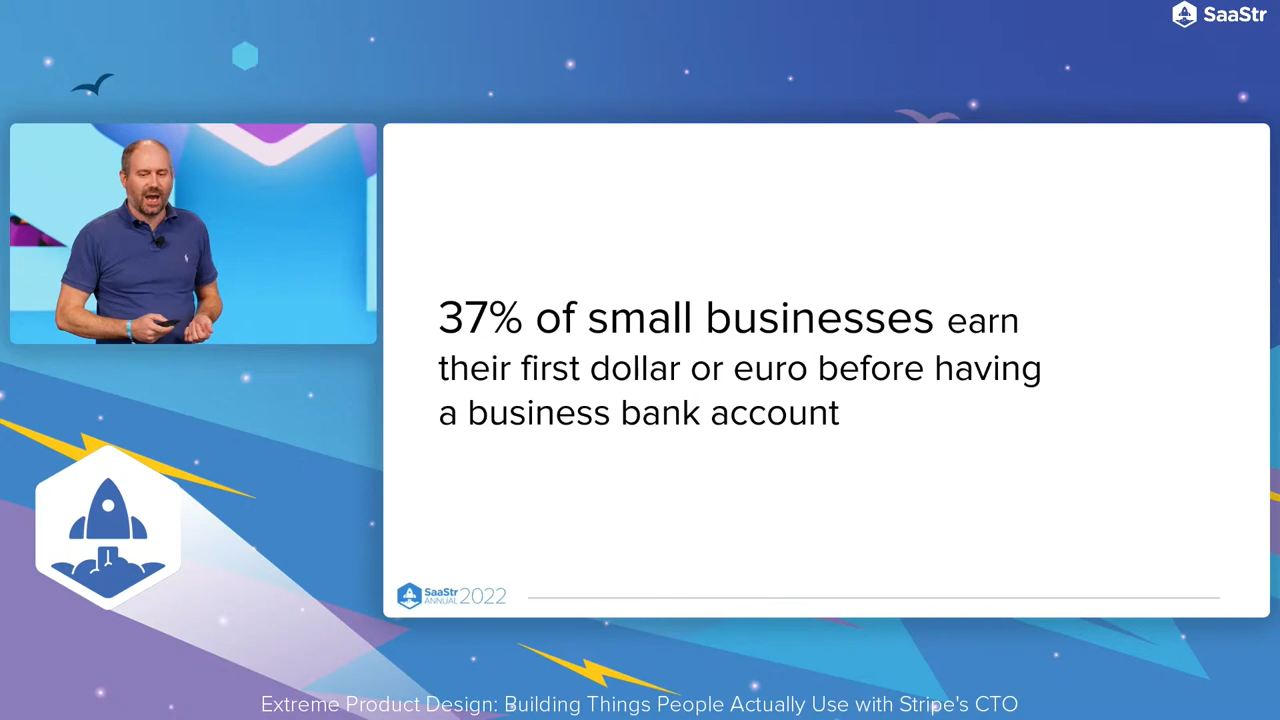 SaaStr
37% of small businesses earn
their first dollar or euro before having
a business bank account
SaaStr
ANNUAL 2022
Extreme Product Design: Building Things People Actually Use with Stripe's CTO